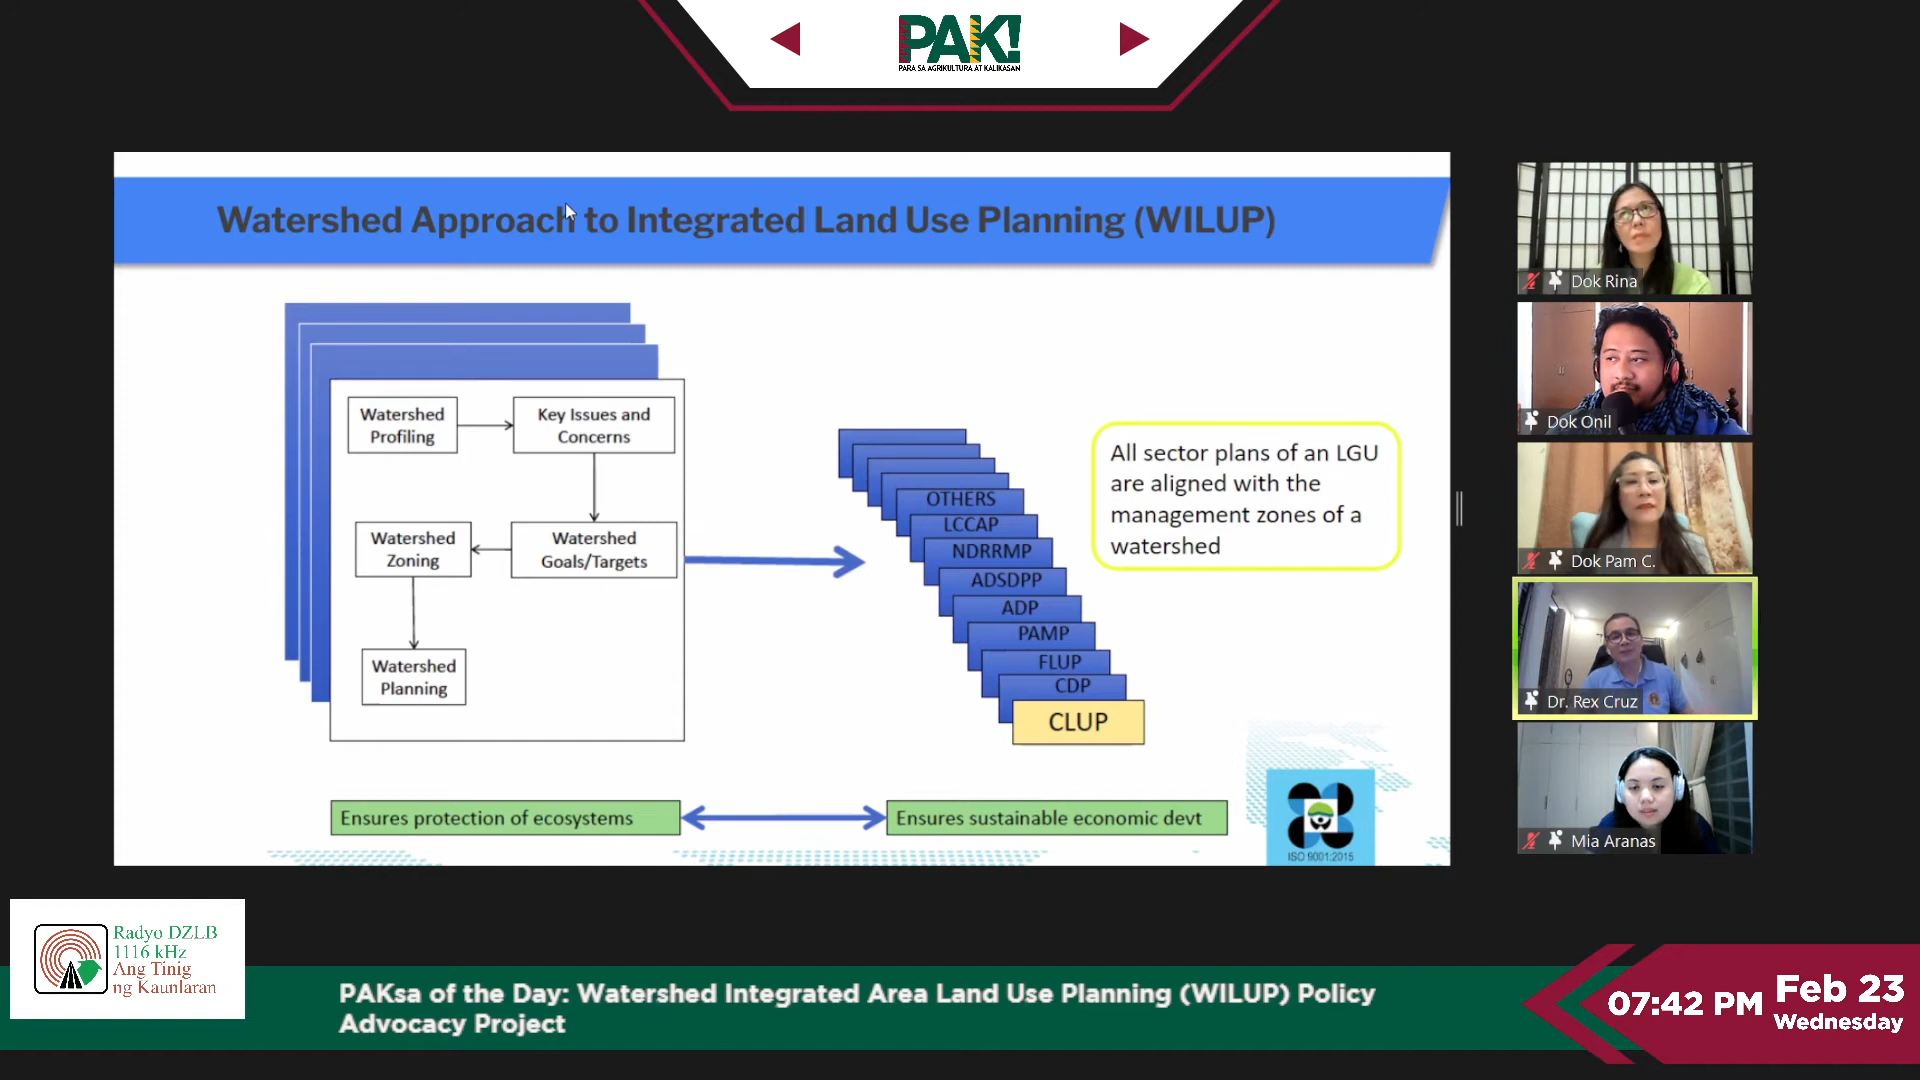 PAK!
PARA SA AGRIKULTURA AT KALIKASAN
Watershed Approach to Integrated Land Use Planning (WILUP)
Watershed
Profiling
Key Issues and
Concerns
Watershed
Zoning
Watershed
Goals/Targets
Watershed
Planning
OTHERS
LCCAP
NDRRMP
ADSDPP
ADP
PAMP
FLUP
CDP
CLUP
All sector plans of an LGU
are aligned with the
management zones of a
watershed
Ensures protection of ecosystems
Ensures sustainable economic devt
ISO 9001:2015
Dok Rina
Dok Onil
Dok Pam C.
Dr. Rex Cruz
Mia Aranas
Radyo DZLB
1116 kHz
Ang Tinig
ng Kaunlaran
PAKsa of the Day: Watershed Integrated Area Land Use Planning (WILUP) Policy
Advocacy Project
07:42 PM
Feb 23
Wednesday